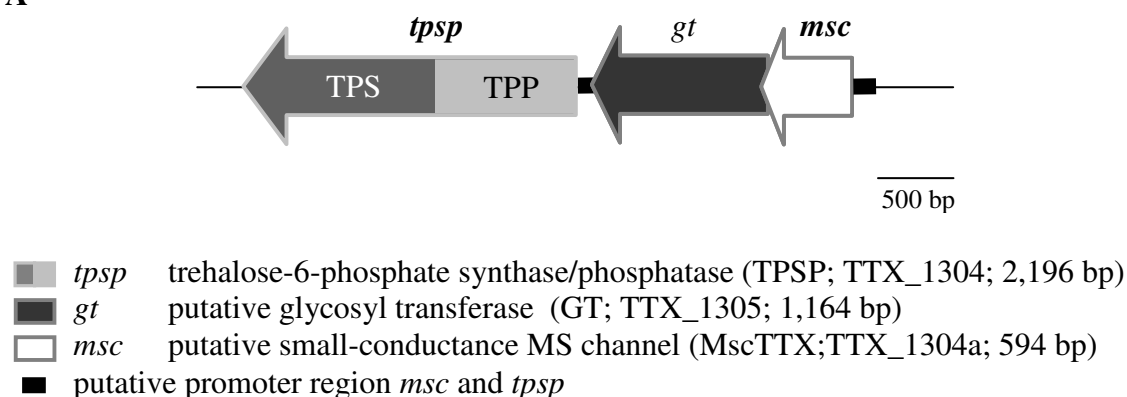 A
tpsp gt msc
TPS TPP
500 bp
tpsp trehalose-6-phosphate synthase/phosphatase (TPSP; TTX_1304; 2,196 bp)
gt putative glycosyl transferase (GT; TTX_1305; 1,164 bp)
msc putative small-conductance MS channel (MscTTX;TTX_1304a; 594 bp)
putative promoter region msc and tpsp